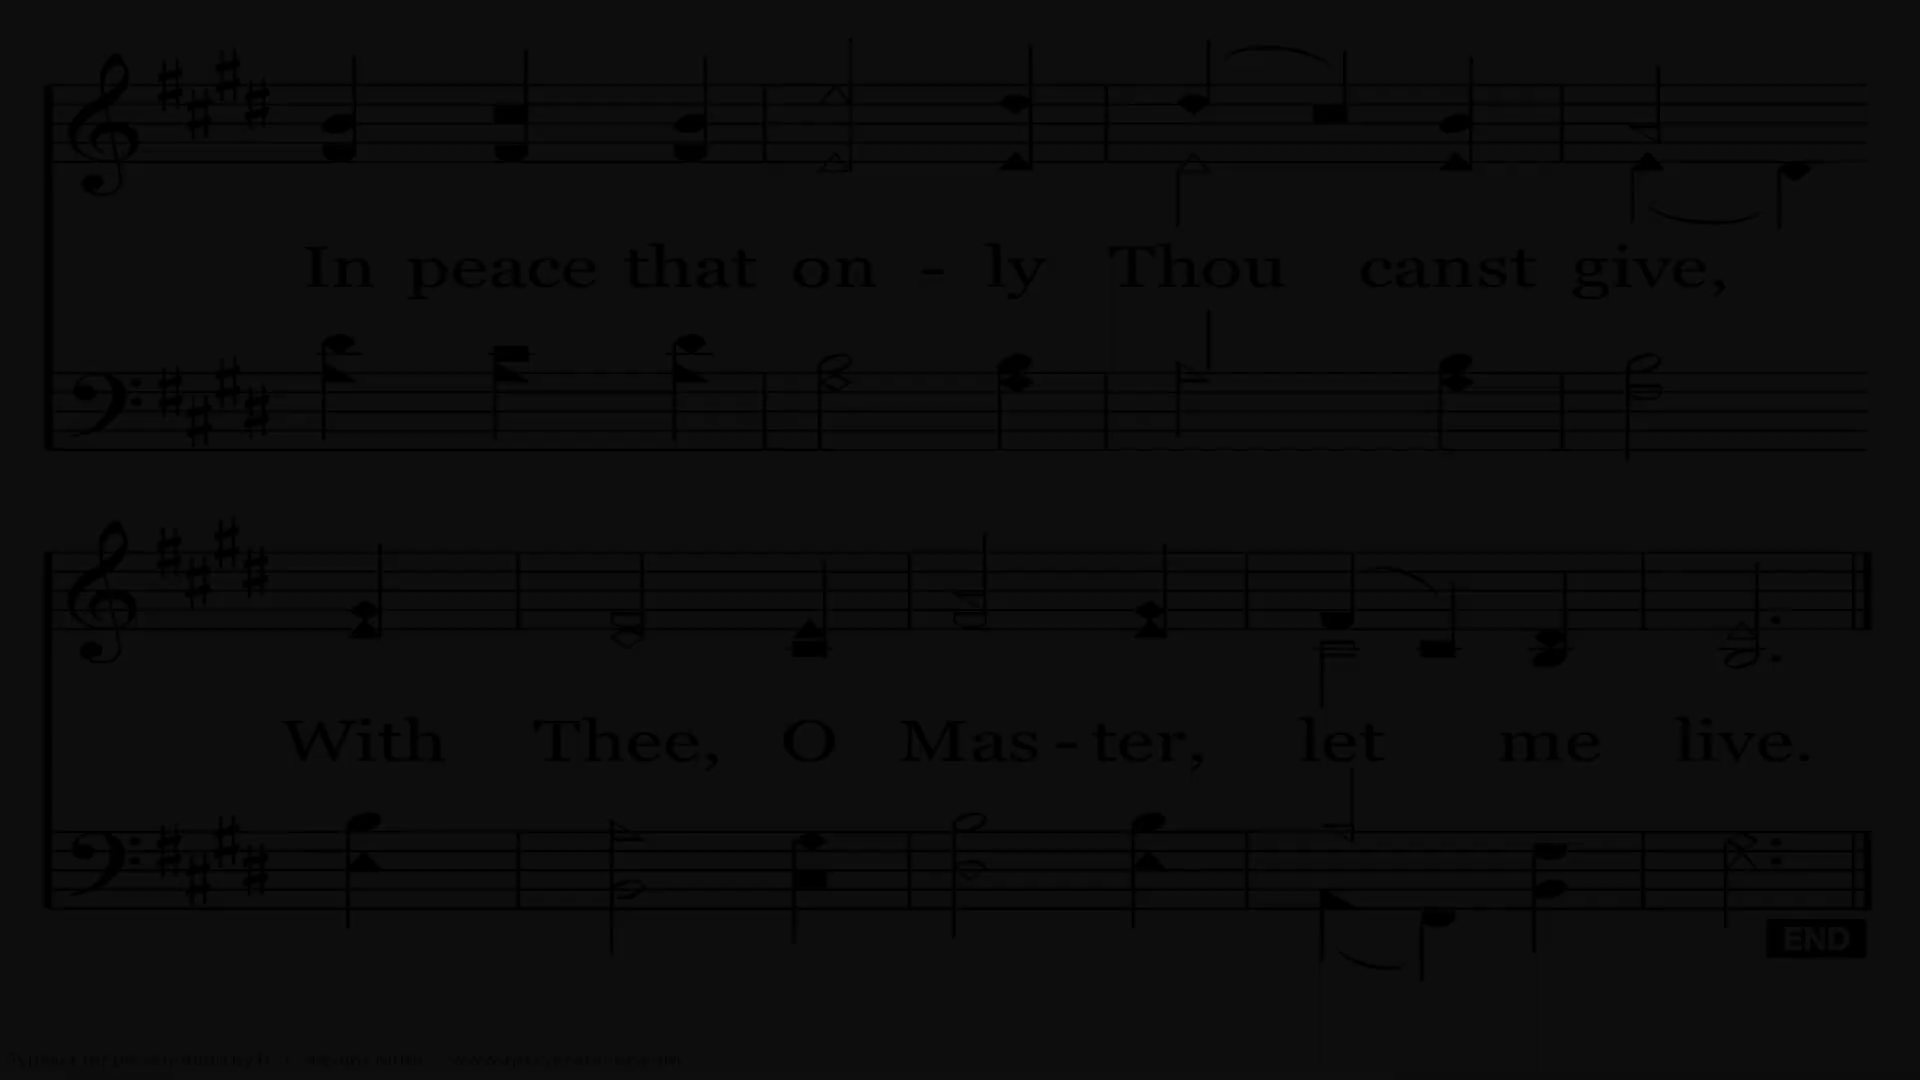 In peace that on - ly Thou canst give,
With Thee, O Mas - ter, let me live.
END